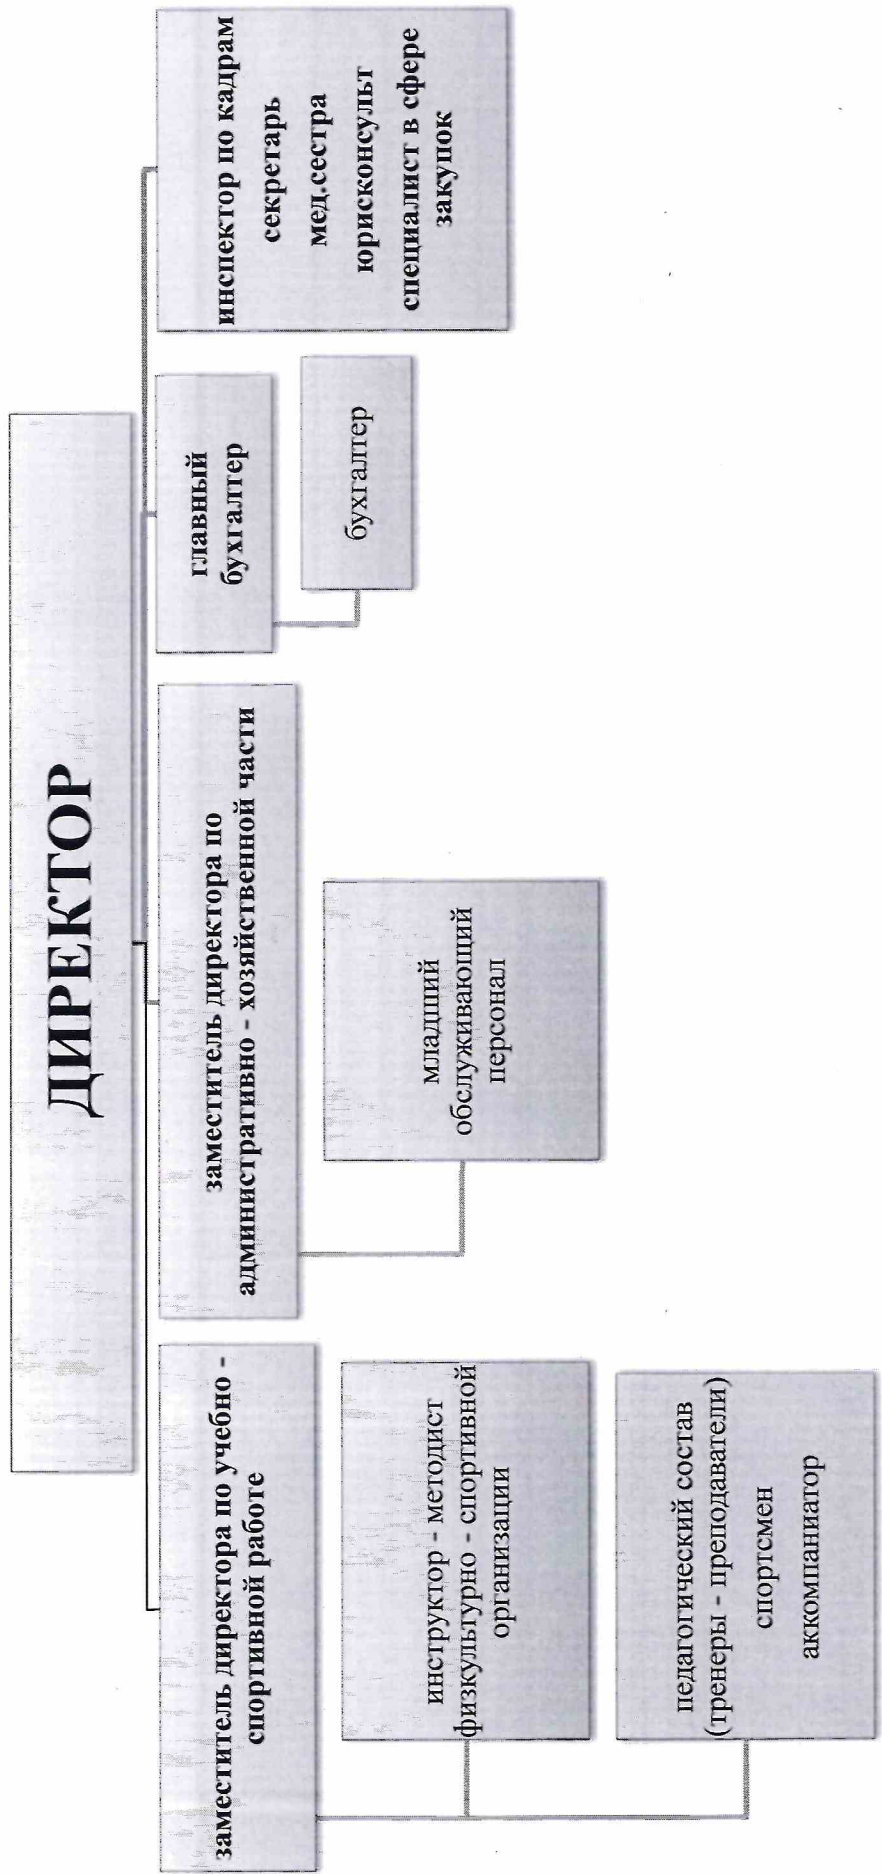 ДИРЕКТОР
заместитель директора по учебно -
спортивной работе
инструктор - методист
физкультурно - спортивной
организации
педагогический состав
(тренеры - преподаватели)
спортсмен
аккомпаниатор
заместитель директора по
административно - хозяйственной части
младший
обслуживающий
персонал
главный
бухгалтер
бухгалтер
инспектор по кадрам
секретарь
мед.сестра
юрисконсульт
специалист в сфере
закупок